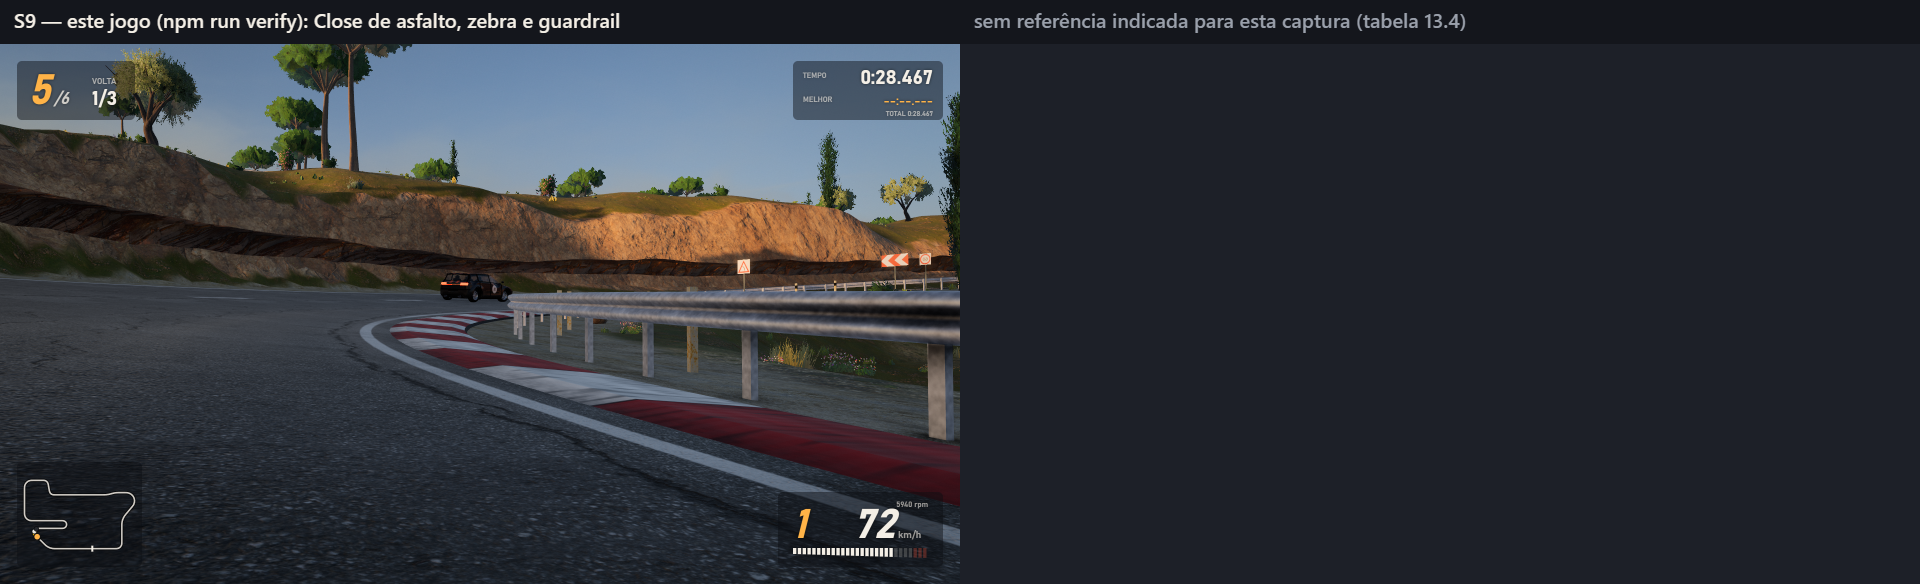 S9 — este jogo (npm run verify): Close de asfalto, zebra e guardrail
sem referência indicada para esta captura (tabela 13.4)
5/6
VOLTA
1/3
TEMPO 0:28.467
MELHOR --:--.---
TOTAL 0:28.467
5940 rpm
1 72 km/h